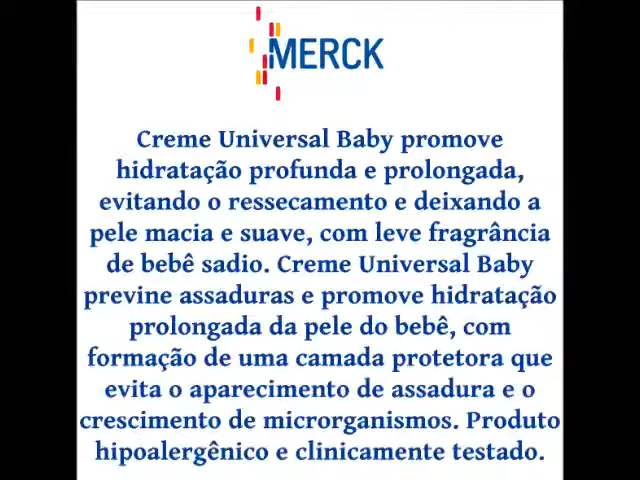 MERCK
Creme Universal Baby promove
hidratação profunda e prolongada,
evitando o ressecamento e deixando a
pele macia e suave, com leve fragrância
de bebê sadio. Creme Universal Baby
previne assaduras e promove hidratação
prolongada da pele do bebê, com
formação de uma camada protetora que
evita o aparecimento de assadura e o
crescimento de microrganismos. Produto
hipoalergênico e clinicamente testado.